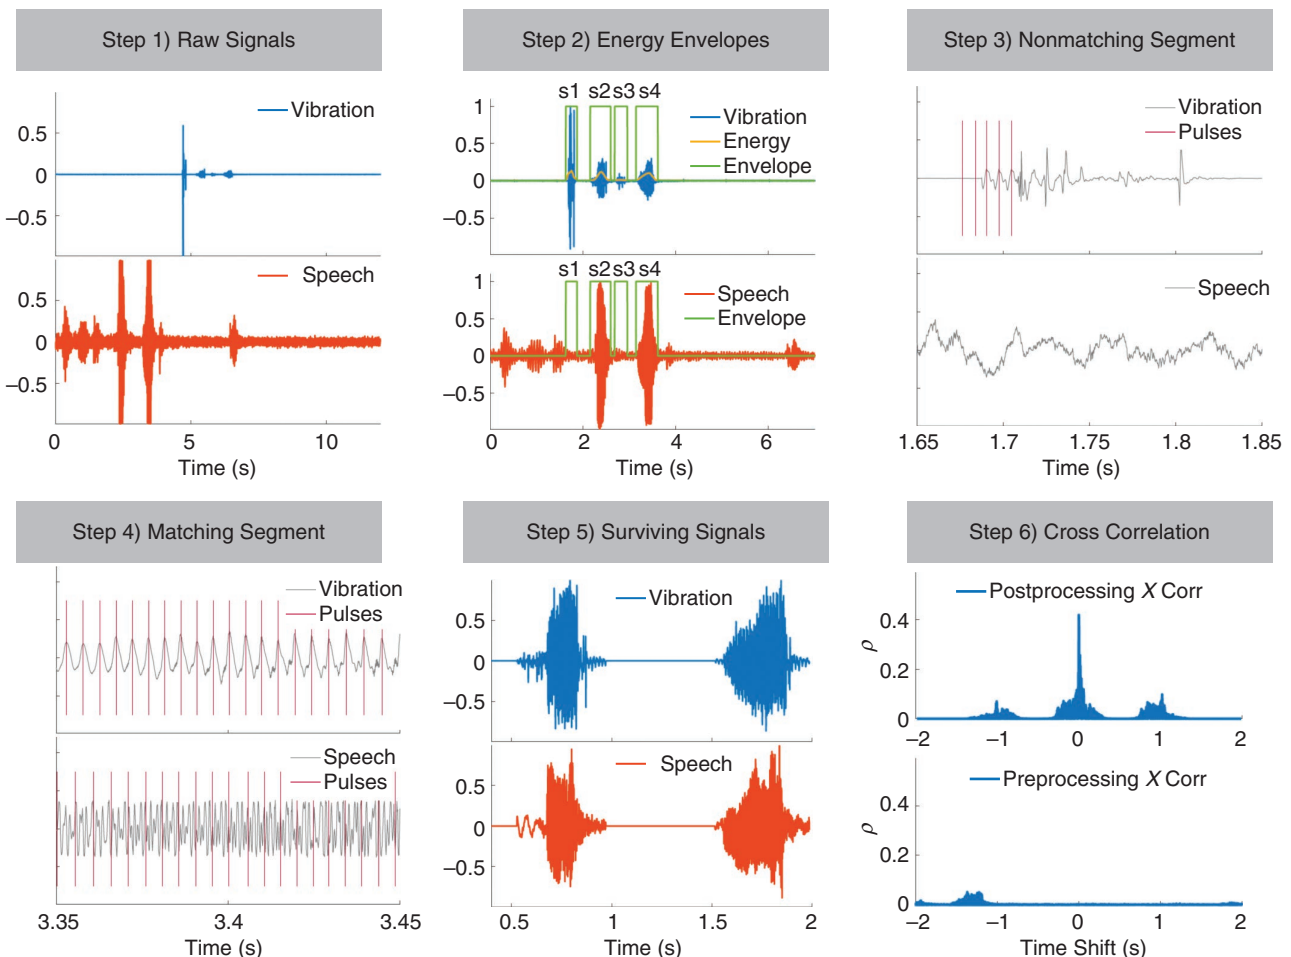 Step 1) Raw Signals
Vibration
0.5
0
–0.5
Speech
0.5
0
–0.5
0 5 10
Time (s)
Step 2) Energy Envelopes
s1 s2 s3 s4
1
0.5
0
–0.5
Vibration
Energy
Envelope
s1 s2 s3 s4
1
0.5
0
–0.5
Speech
Envelope
0 2 4 6
Time (s)
Step 3) Nonmatching Segment
Vibration
Pulses
Speech
1.65 1.7 1.75 1.8 1.85
Time (s)
Step 4) Matching Segment
Vibration
Pulses
Speech
Pulses
3.35 3.4 3.45
Time (s)
Step 5) Surviving Signals
Vibration
0.5
0
–0.5
Speech
0.5
0
–0.5
0.5 1 1.5 2
Time (s)
Step 6) Cross Correlation
Postprocessing X Corr
ρ
0.4
0.2
0
–2 –1 0 1 2
Preprocessing X Corr
ρ
0.4
0.2
0
–2 –1 0 1 2
Time Shift (s)